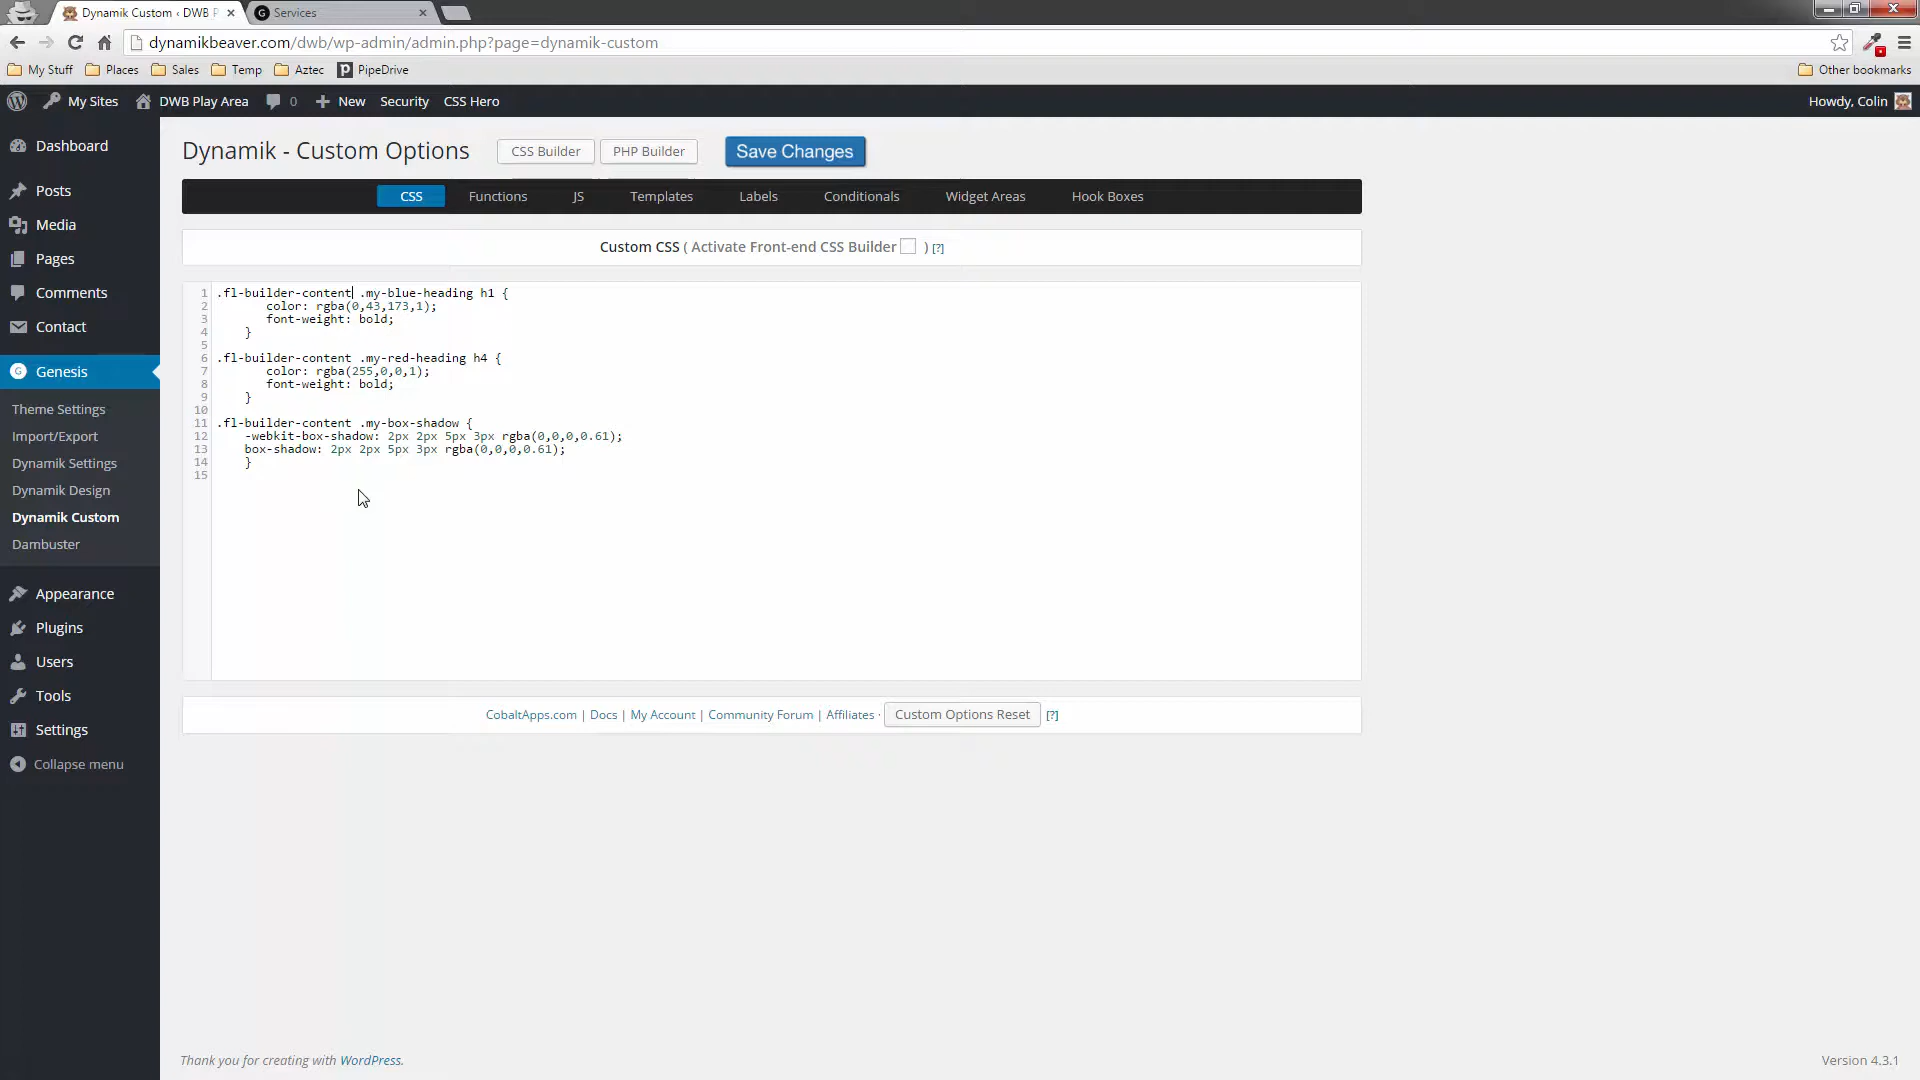 Dynamik Custom ‹ DWB P
Services
dynamikbeaver.com/dwb/wp-admin/admin.php?page=dynamik-custom
My Stuff Places Sales Temp Aztec PipeDrive Other bookmarks
My Sites DWB Play Area 0 New Security CSS Hero Howdy, Colin
Dashboard
Posts
Media
Pages
Comments
Contact
Genesis
Theme Settings
Import/Export
Dynamik Settings
Dynamik Design
Dynamik Custom
Dambuster
Appearance
Plugins
Users
Tools
Settings
Collapse menu
Dynamik - Custom Options CSS Builder PHP Builder Save Changes
CSS Functions JS Templates Labels Conditionals Widget Areas Hook Boxes
Custom CSS ( Activate Front-end CSS Builder ) [?]
1 .fl-builder-content .my-blue-heading h1 {
2 color: rgba(0,43,173,1);
3 font-weight: bold;
4 }
5
6 .fl-builder-content .my-red-heading h4 {
7 color: rgba(255,0,0,1);
8 font-weight: bold;
9 }
10
11 .fl-builder-content .my-box-shadow {
12 -webkit-box-shadow: 2px 2px 5px 3px rgba(0,0,0,0.61);
13 box-shadow: 2px 2px 5px 3px rgba(0,0,0,0.61);
14 }
15
CobaltApps.com | Docs | My Account | Community Forum | Affiliates · Custom Options Reset [?]
Thank you for creating with WordPress. Version 4.3.1